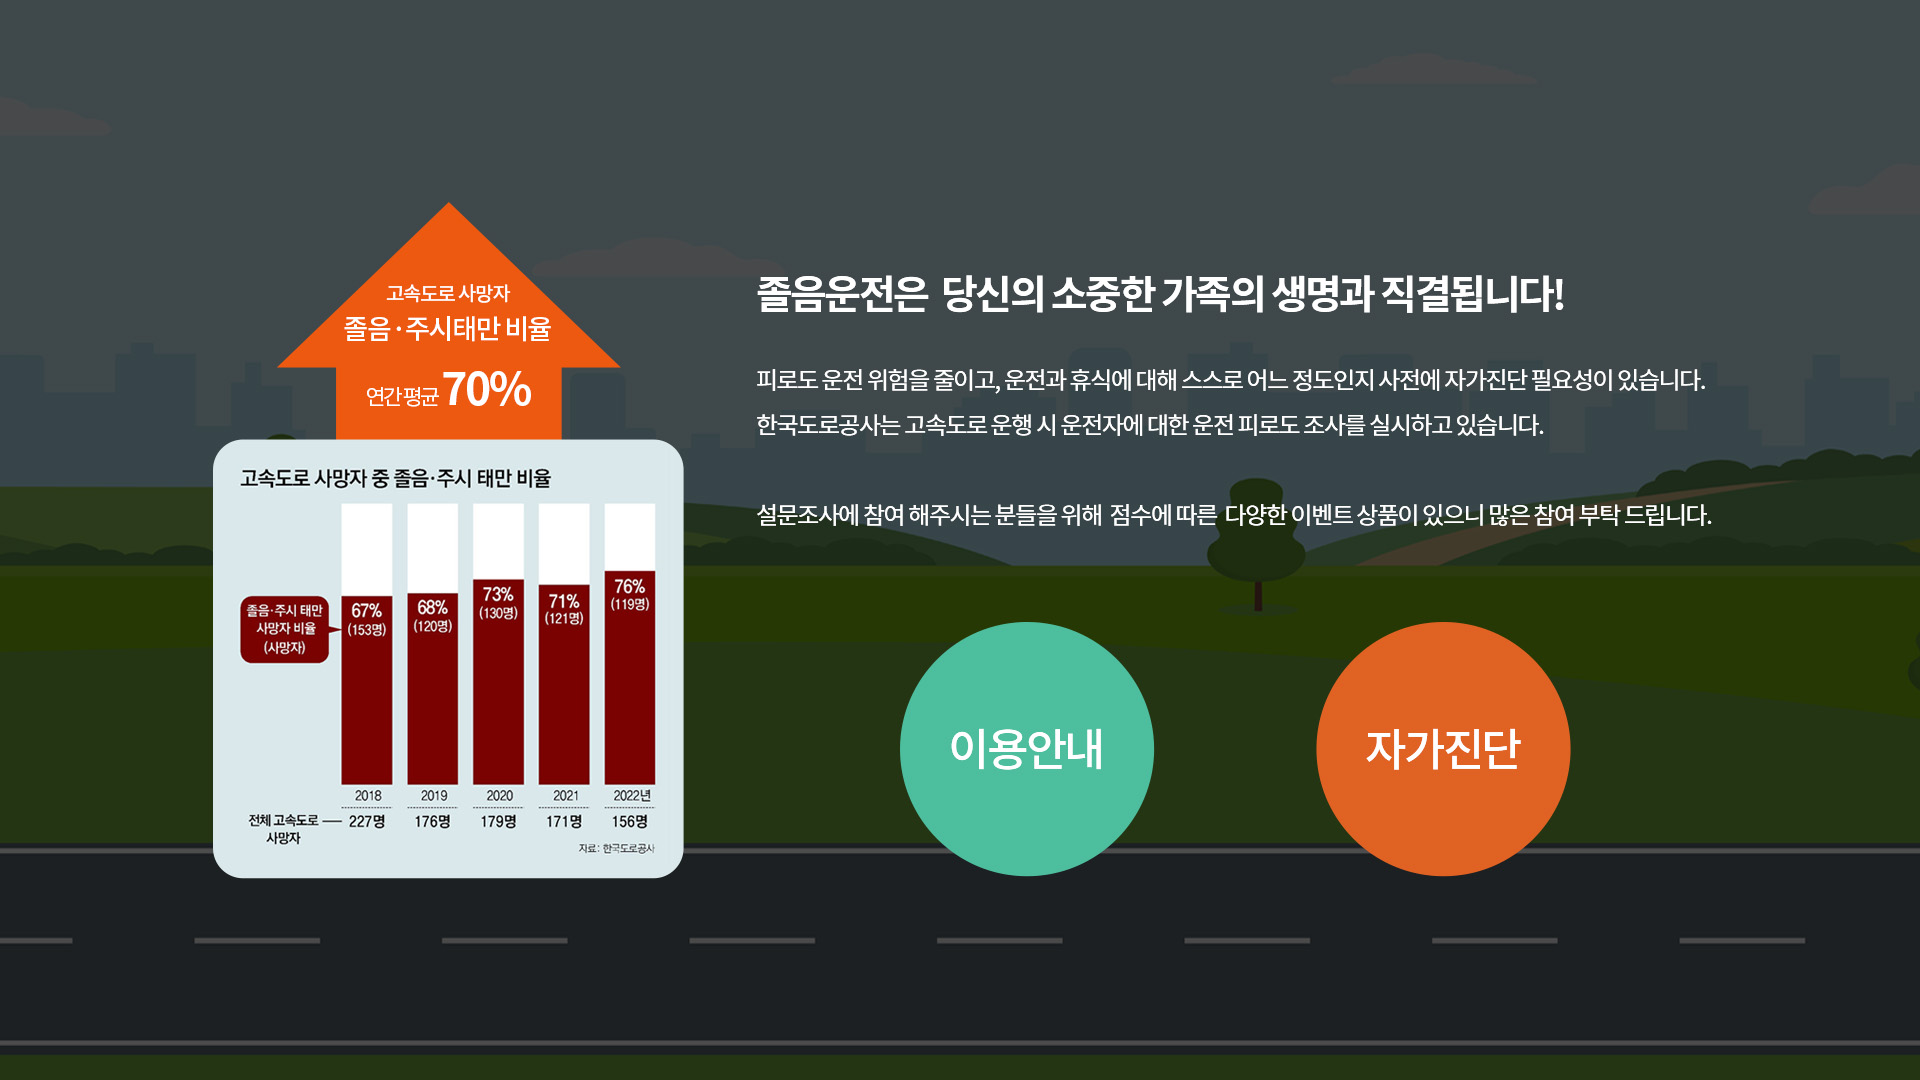 고속도로 사망자
졸음·주시태만 비율
연간 평균 70%
고속도로 사망자 중 졸음·주시 태만 비율
졸음·주시 태만
사망자 비율
(사망자)
67%
(153명)
68%
(120명)
73%
(130명)
71%
(121명)
76%
(119명)
2018 2019 2020 2021 2022년
전체 고속도로 227명 176명 179명 171명 156명
사망자
자료: 한국도로공사
졸음운전은 당신의 소중한 가족의 생명과 직결됩니다!
피로도 운전 위험을 줄이고, 운전과 휴식에 대해 스스로 어느 정도인지 사전에 자가진단 필요성이 있습니다.
한국도로공사는 고속도로 운행 시 운전자에 대한 운전 피로도 조사를 실시하고 있습니다.
설문조사에 참여 해주시는 분들을 위해 점수에 따른 다양한 이벤트 상품이 있으니 많은 참여 부탁 드립니다.
이용안내
자가진단